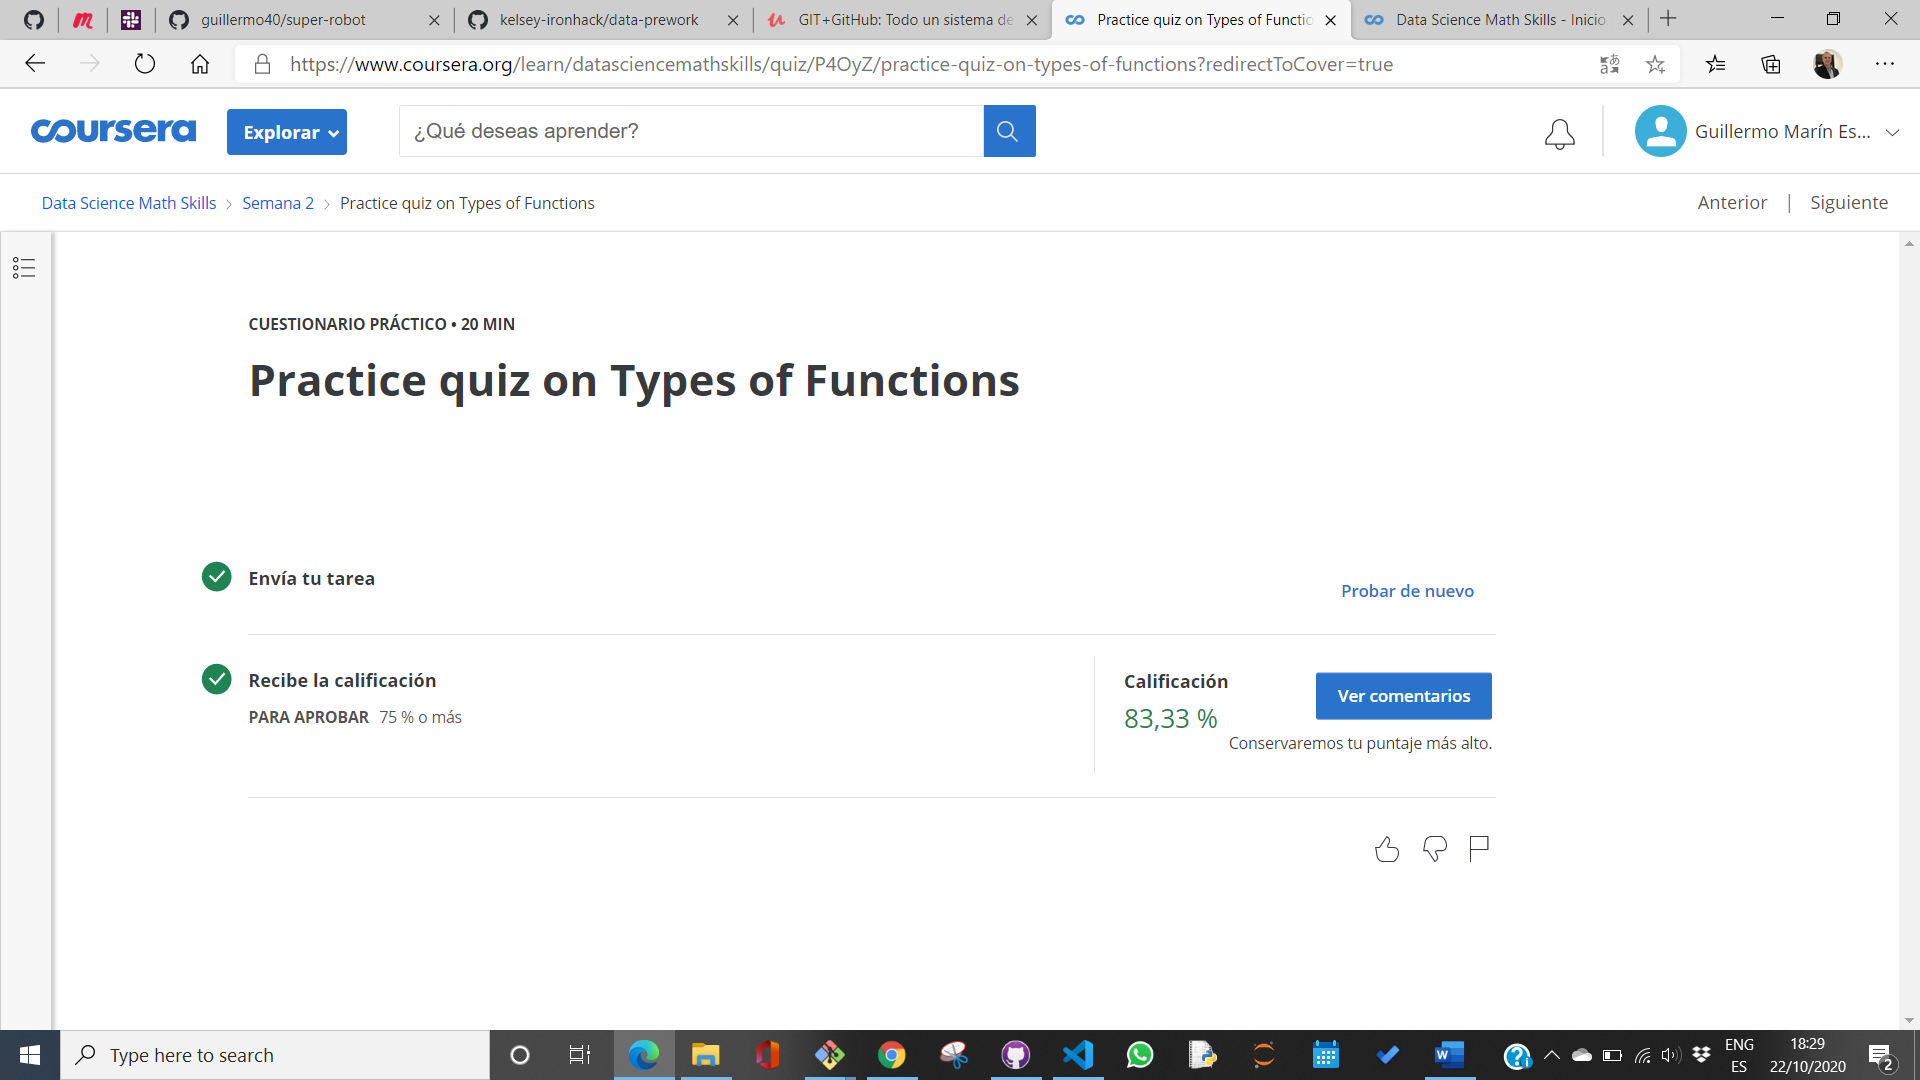 guillermo40/super-robot
kelsey-ironhack/data-prework
GIT+GitHub: Todo un sistema de
Practice quiz on Types of Functio
Data Science Math Skills - Inicio
https://www.coursera.org/learn/datasciencemathskills/quiz/P4OyZ/practice-quiz-on-types-of-functions?redirectToCover=true
coursera
Explorar
¿Qué deseas aprender?
Guillermo Marín Es...
Data Science Math Skills
Semana 2
Practice quiz on Types of Functions
Anterior | Siguiente
CUESTIONARIO PRÁCTICO • 20 MIN
Practice quiz on Types of Functions
Envía tu tarea
Probar de nuevo
Recibe la calificación
PARA APROBAR 75 % o más
Calificación
83,33 %
Ver comentarios
Conservaremos tu puntaje más alto.
Type here to search
ENG
ES
18:29
22/10/2020
2